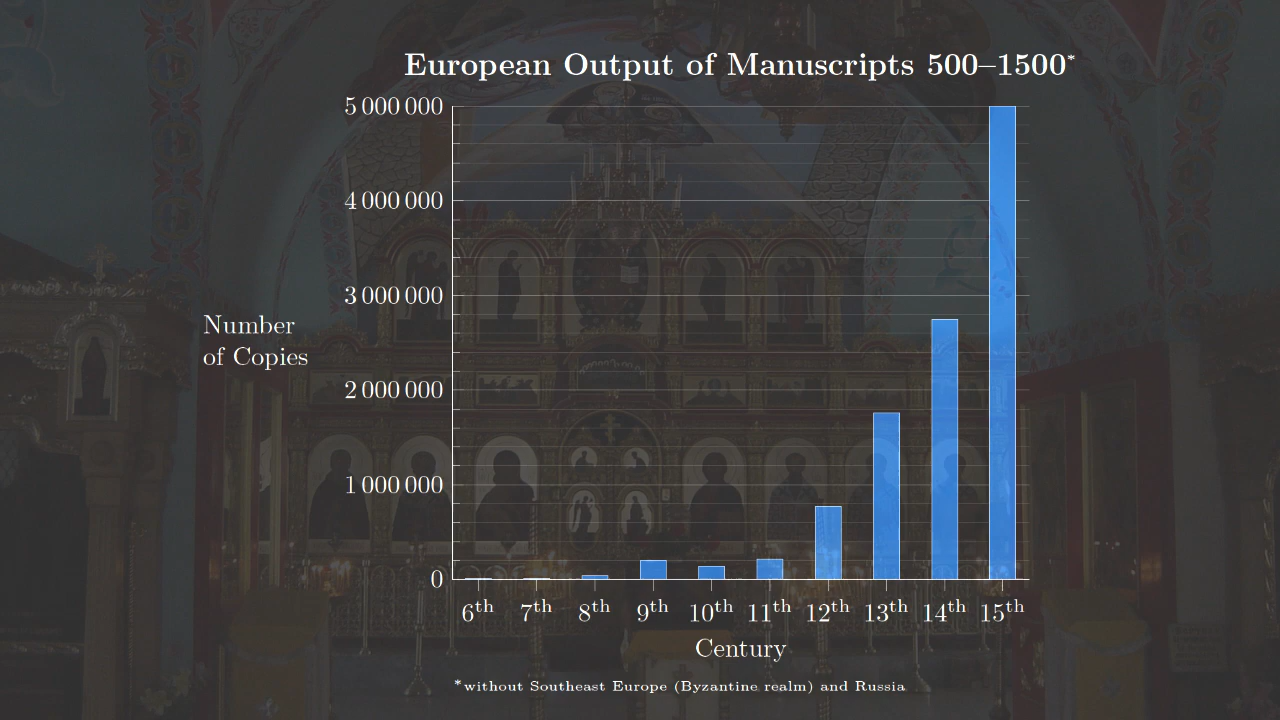 European Output of Manuscripts 500–1500*
5 000 000
4 000 000
3 000 000
2 000 000
1 000 000
0
Number
of Copies
6th 7th 8th 9th 10th 11th 12th 13th 14th 15th
Century
*without Southeast Europe (Byzantine realm) and Russia